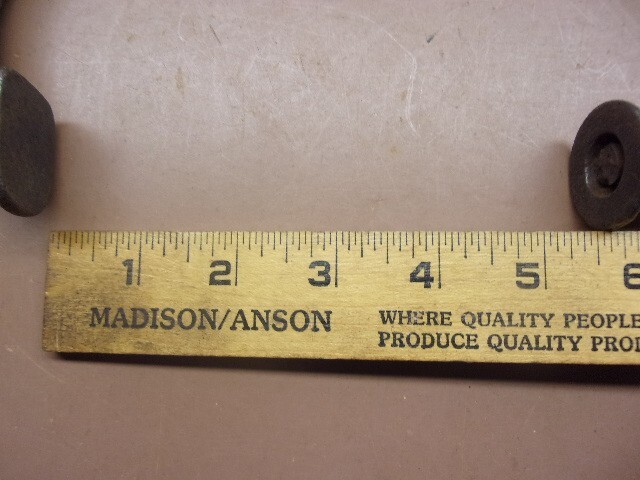 1 2 3 4 5 6
MADISON/ANSON
WHERE QUALITY PEOPLE
PRODUCE QUALITY